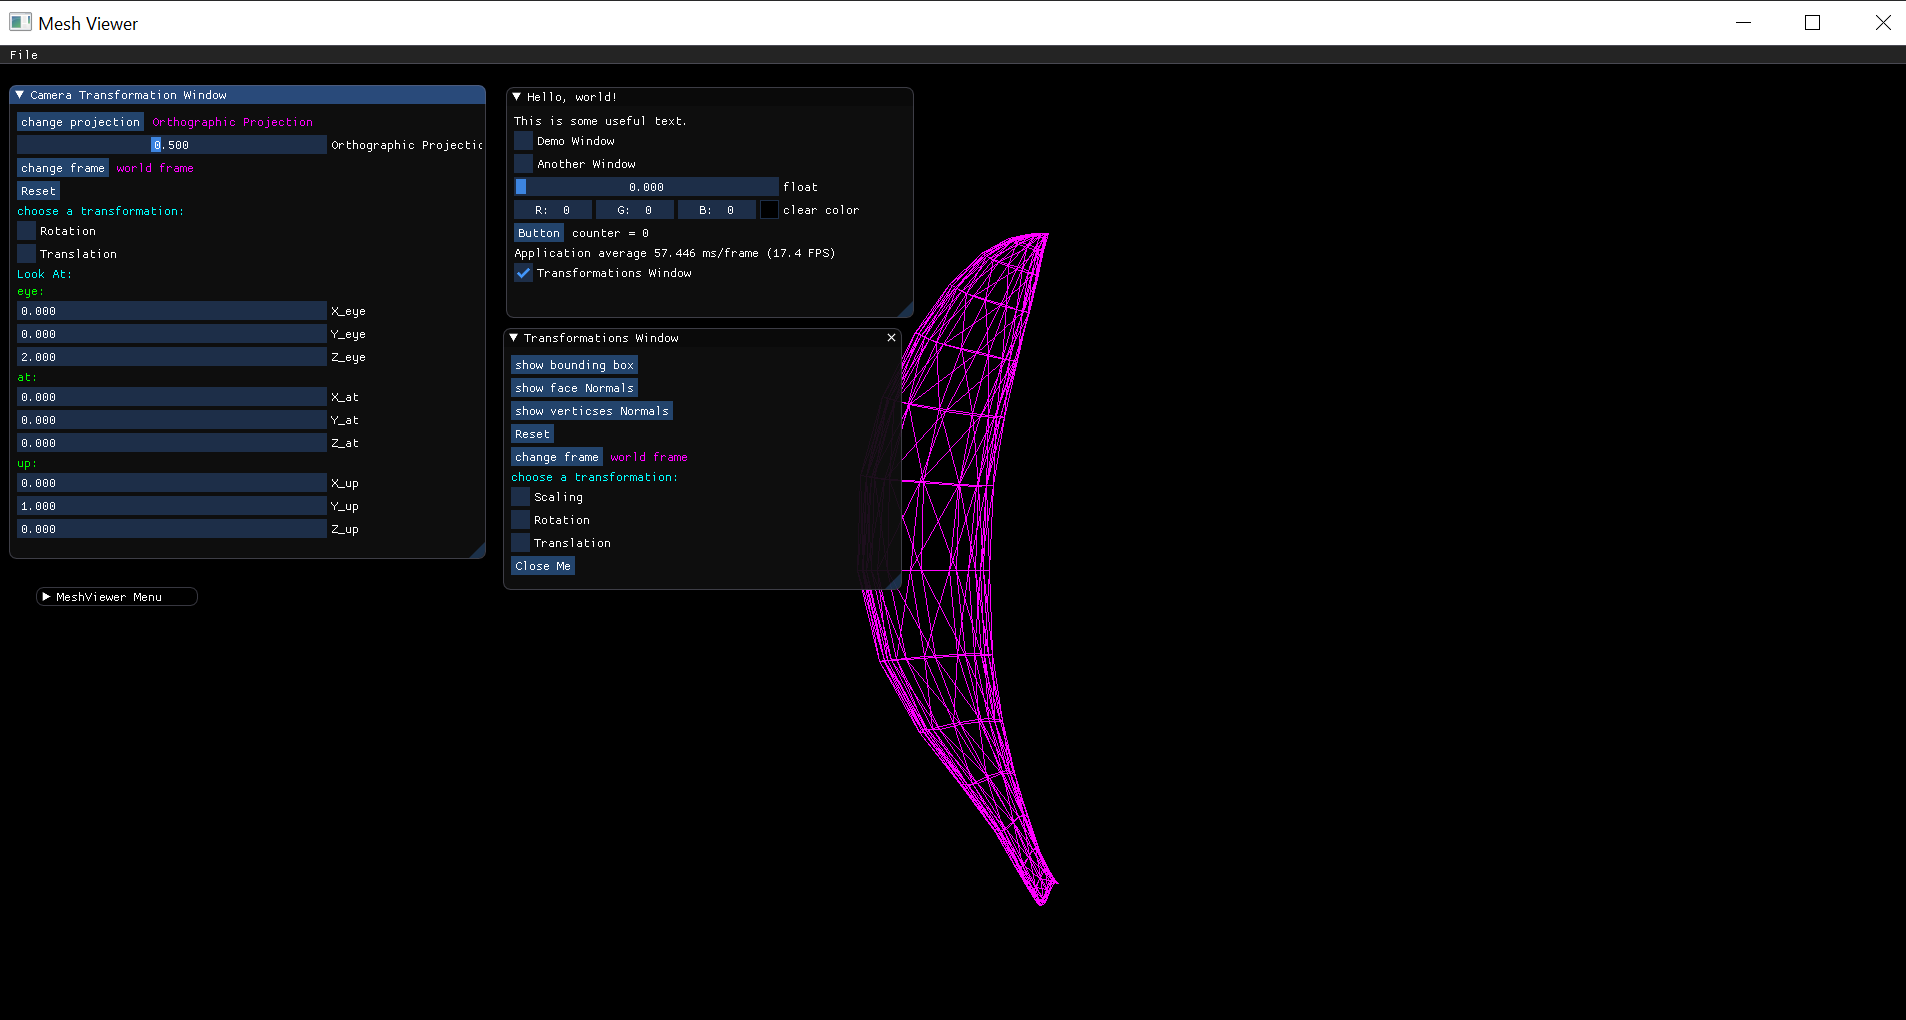 Mesh Viewer
File
Camera Transformation Window
change projection Orthographic Projection
0.500 Orthographic Projectio
change frame world frame
Reset
choose a transformation:
Rotation
Translation
Look At:
eye:
0.000 X_eye
0.000 Y_eye
2.000 Z_eye
at:
0.000 X_at
0.000 Y_at
0.000 Z_at
up:
0.000 X_up
1.000 Y_up
0.000 Z_up
MeshViewer Menu
Hello, world!
This is some useful text.
Demo Window
Another Window
0.000 float
R: 0 G: 0 B: 0 clear color
Button counter = 0
Application average 57.446 ms/frame (17.4 FPS)
Transformations Window
Transformations Window
show bounding box
show face Normals
show verticses Normals
Reset
change frame world frame
choose a transformation:
Scaling
Rotation
Translation
Close Me